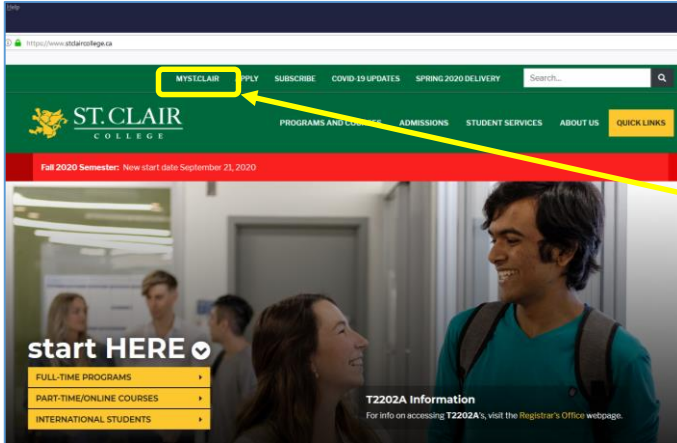 Help
https://www.stclaircollege.ca
MYSTCLAIR APPLY SUBSCRIBE COVID-19 UPDATES SPRING 2020 DELIVERY Search...
ST. CLAIR
COLLEGE
PROGRAMS AND COURSES ADMISSIONS STUDENT SERVICES ABOUT US QUICK LINKS
Fall 2020 Semester: New start date September 21, 2020
start HERE
FULL-TIME PROGRAMS
PART-TIME/ONLINE COURSES
INTERNATIONAL STUDENTS
T2202A Information
For info on accessing T2202A's, visit the Registrar's Office webpage.